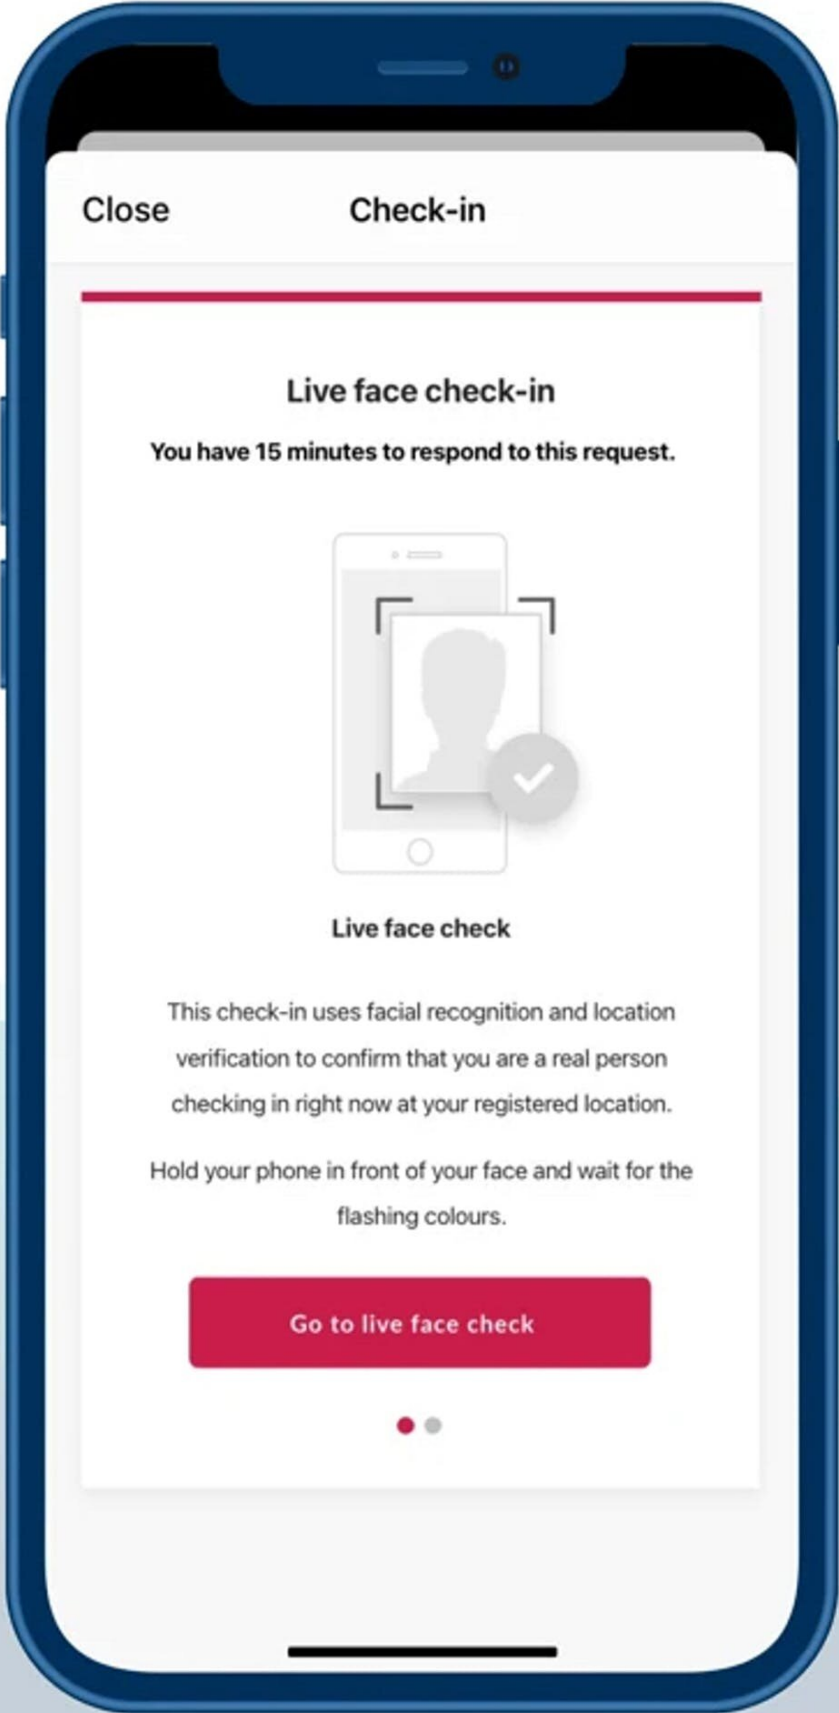 Close
Check-in
Live face check-in
You have 15 minutes to respond to this request.
Live face check
This check-in uses facial recognition and location
verification to confirm that you are a real person
checking in right now at your registered location.
Hold your phone in front of your face and wait for the
flashing colours.
Go to live face check